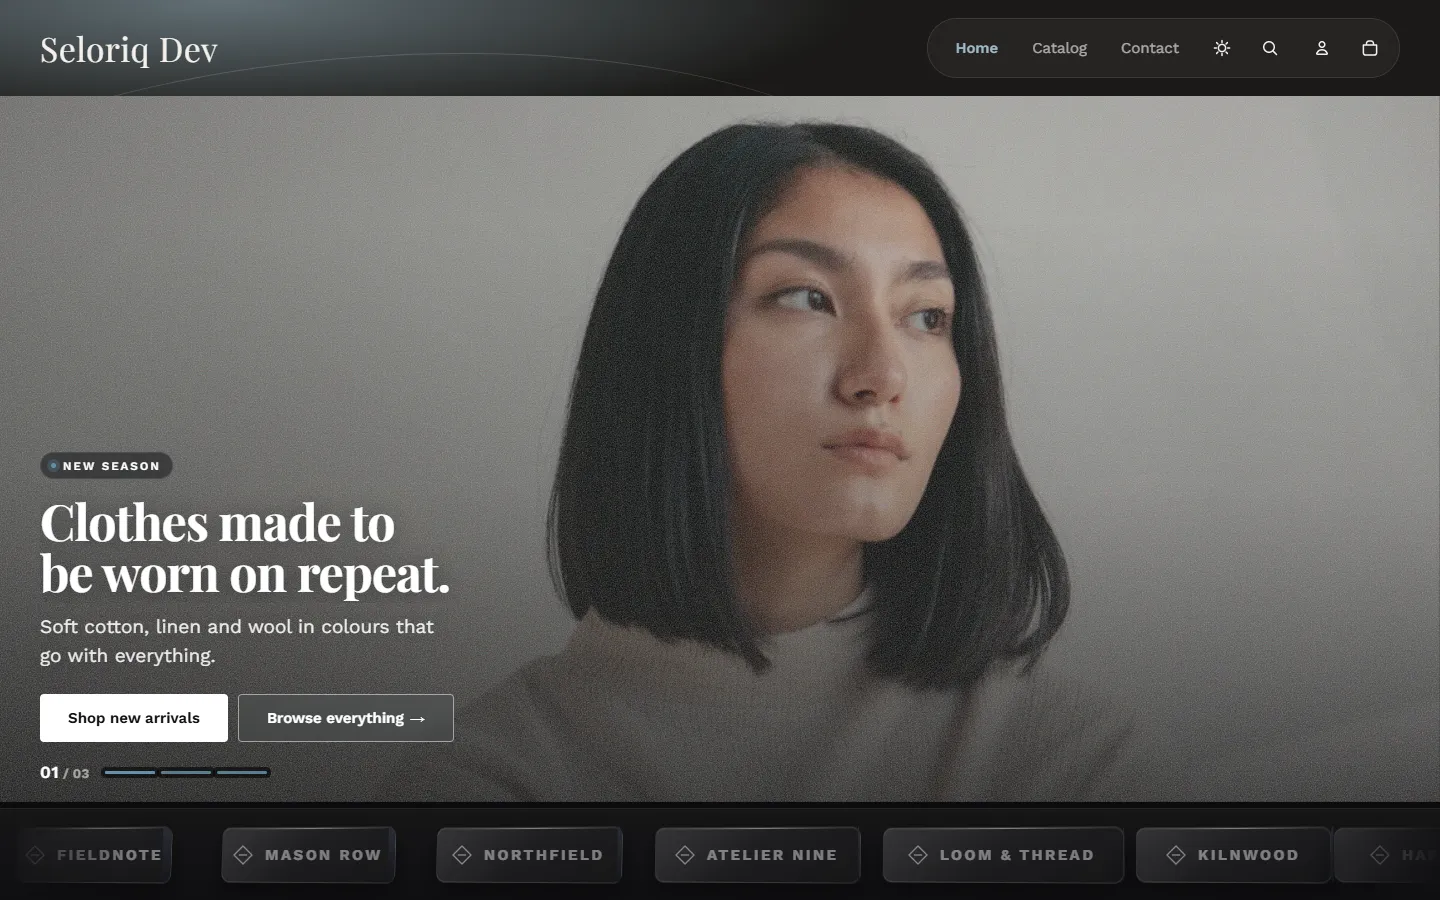 Seloriq Dev
Home
Catalog
Contact
NEW SEASON
Clothes made to
be worn on repeat.
Soft cotton, linen and wool in colours that
go with everything.
Shop new arrivals
Browse everything →
01 / 03
FIELDNOTE
MASON ROW
NORTHFIELD
ATELIER NINE
LOOM & THREAD
KILNWOOD